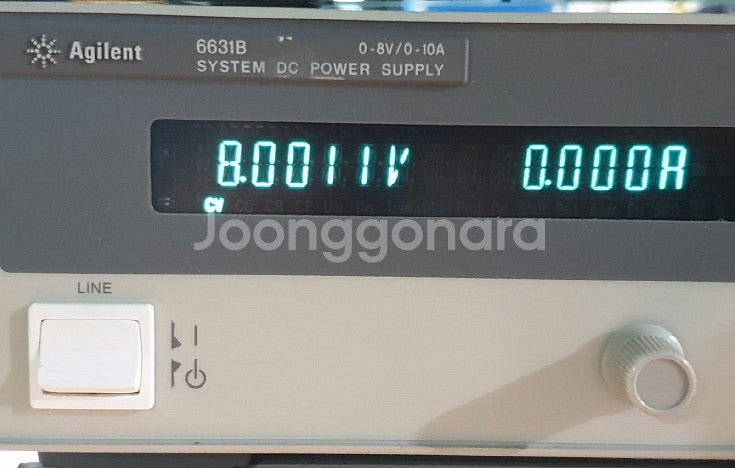 Agilent
6631B
0-8V/0-10A
SYSTEM DC POWER SUPPLY
8.0011V 0.000A
CV
Joonggonara
LINE